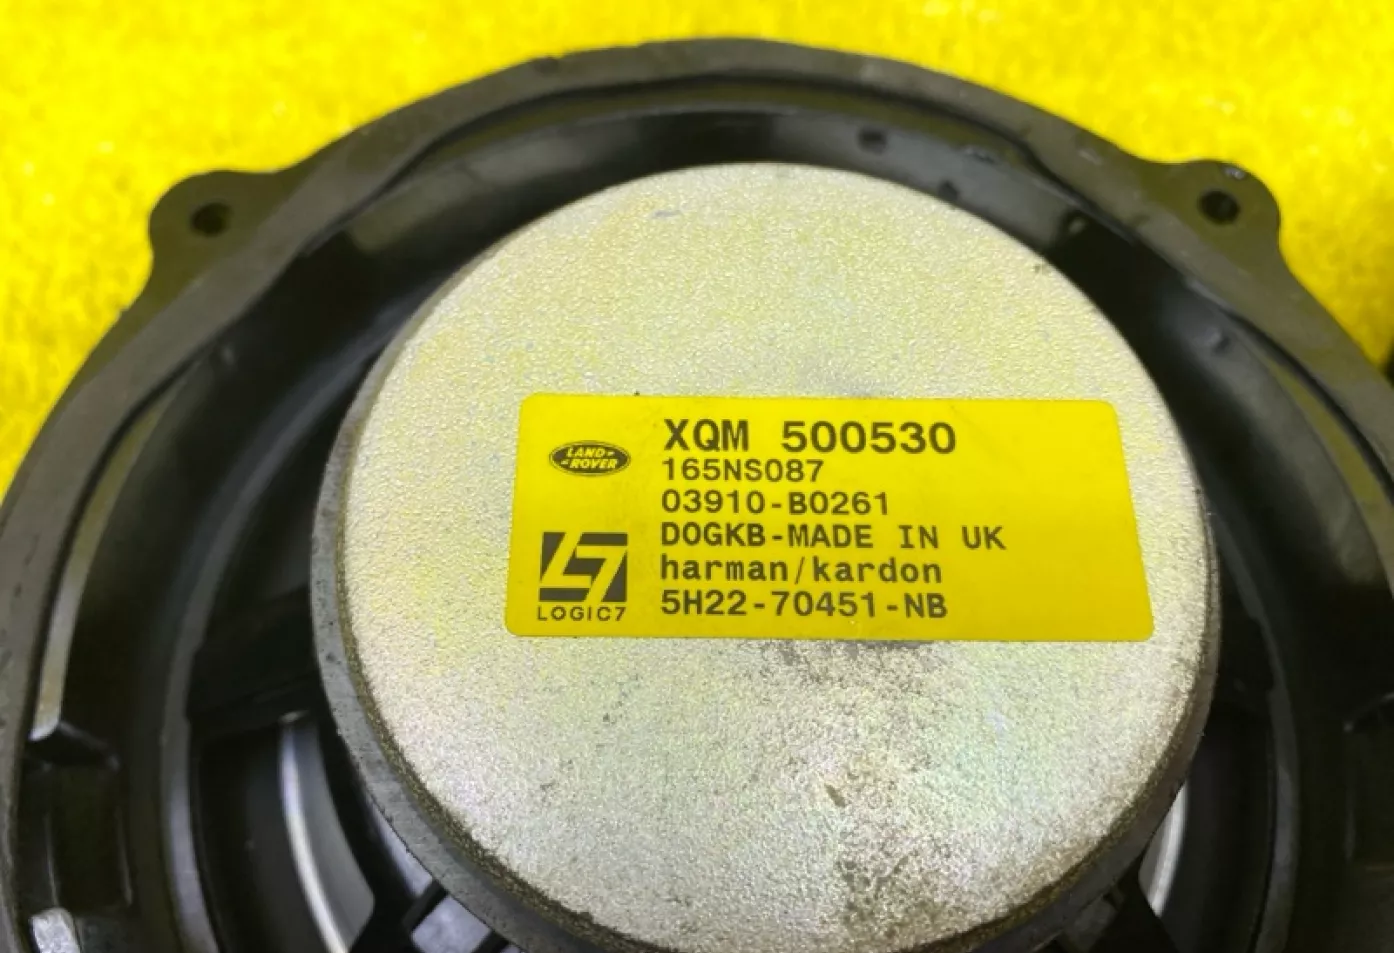 XQM 500530
LAND-
-ROVER
165NS087
03910-B0261
DOGKB-MADE IN UK
harman/kardon
LOGIC7
5H22-70451-NB